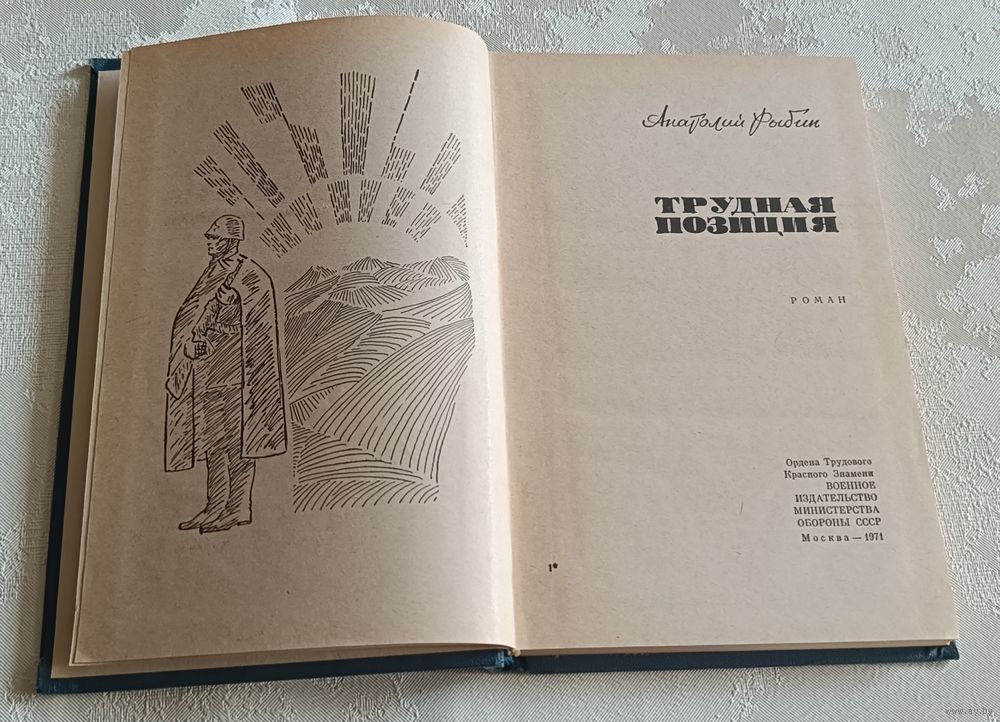 Анатолий Рыбин
ТРУДНАЯ
ПОЗИЦИЯ
РОМАН
Ордена Трудового
Красного Знамени
ВОЕННОЕ
ИЗДАТЕЛЬСТВО
МИНИСТЕРСТВА
ОБОРОНЫ СССР
Москва — 1971
1*